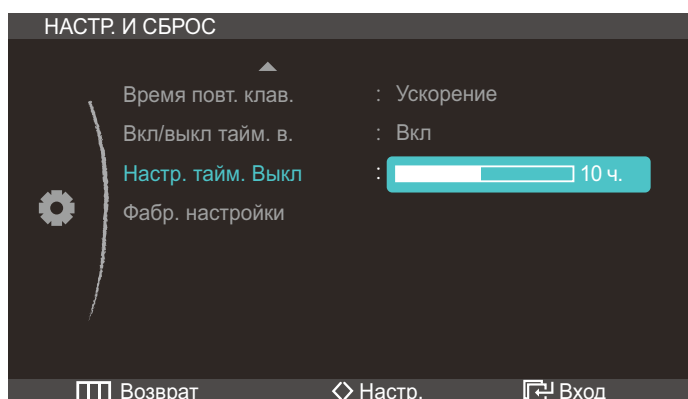 НАСТР. И СБРОС
Время повт. клав. : Ускорение
Вкл/выкл тайм. в. : Вкл
Настр. тайм. Выкл : 10 ч.
Фабр. настройки
Возврат Настр. Вход